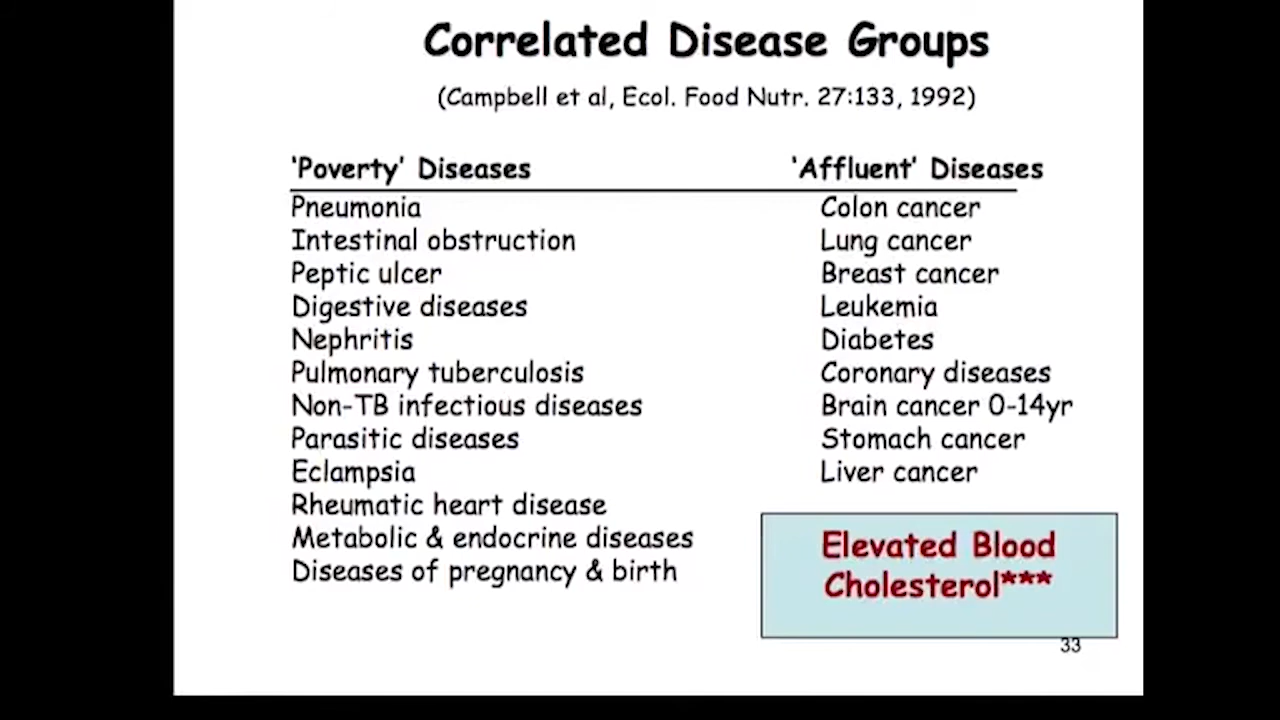 Correlated Disease Groups
(Campbell et al, Ecol. Food Nutr. 27:133, 1992)
‘Poverty’ Diseases
Pneumonia
Intestinal obstruction
Peptic ulcer
Digestive diseases
Nephritis
Pulmonary tuberculosis
Non-TB infectious diseases
Parasitic diseases
Eclampsia
Rheumatic heart disease
Metabolic & endocrine diseases
Diseases of pregnancy & birth
‘Affluent’ Diseases
Colon cancer
Lung cancer
Breast cancer
Leukemia
Diabetes
Coronary diseases
Brain cancer 0-14yr
Stomach cancer
Liver cancer
Elevated Blood
Cholesterol***
33